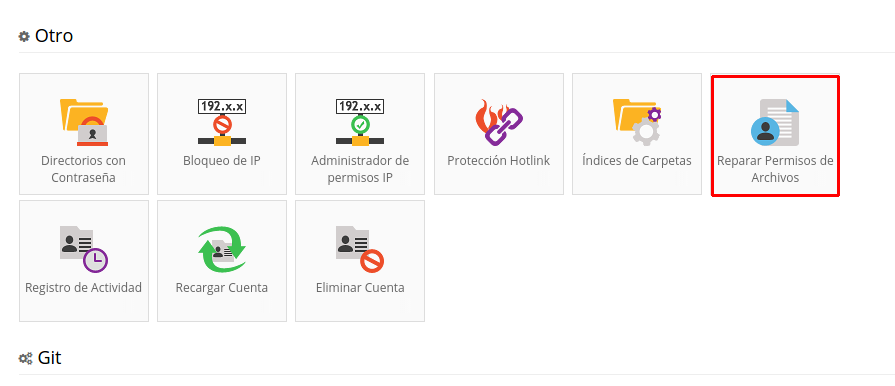 Otro
192.x.x
192.x.x
Directorios con
Contraseña
Bloqueo de IP
Administrador de
permisos IP
Protección Hotlink
Índices de Carpetas
Reparar Permisos de
Archivos
Registro de Actividad
Recargar Cuenta
Eliminar Cuenta
Git